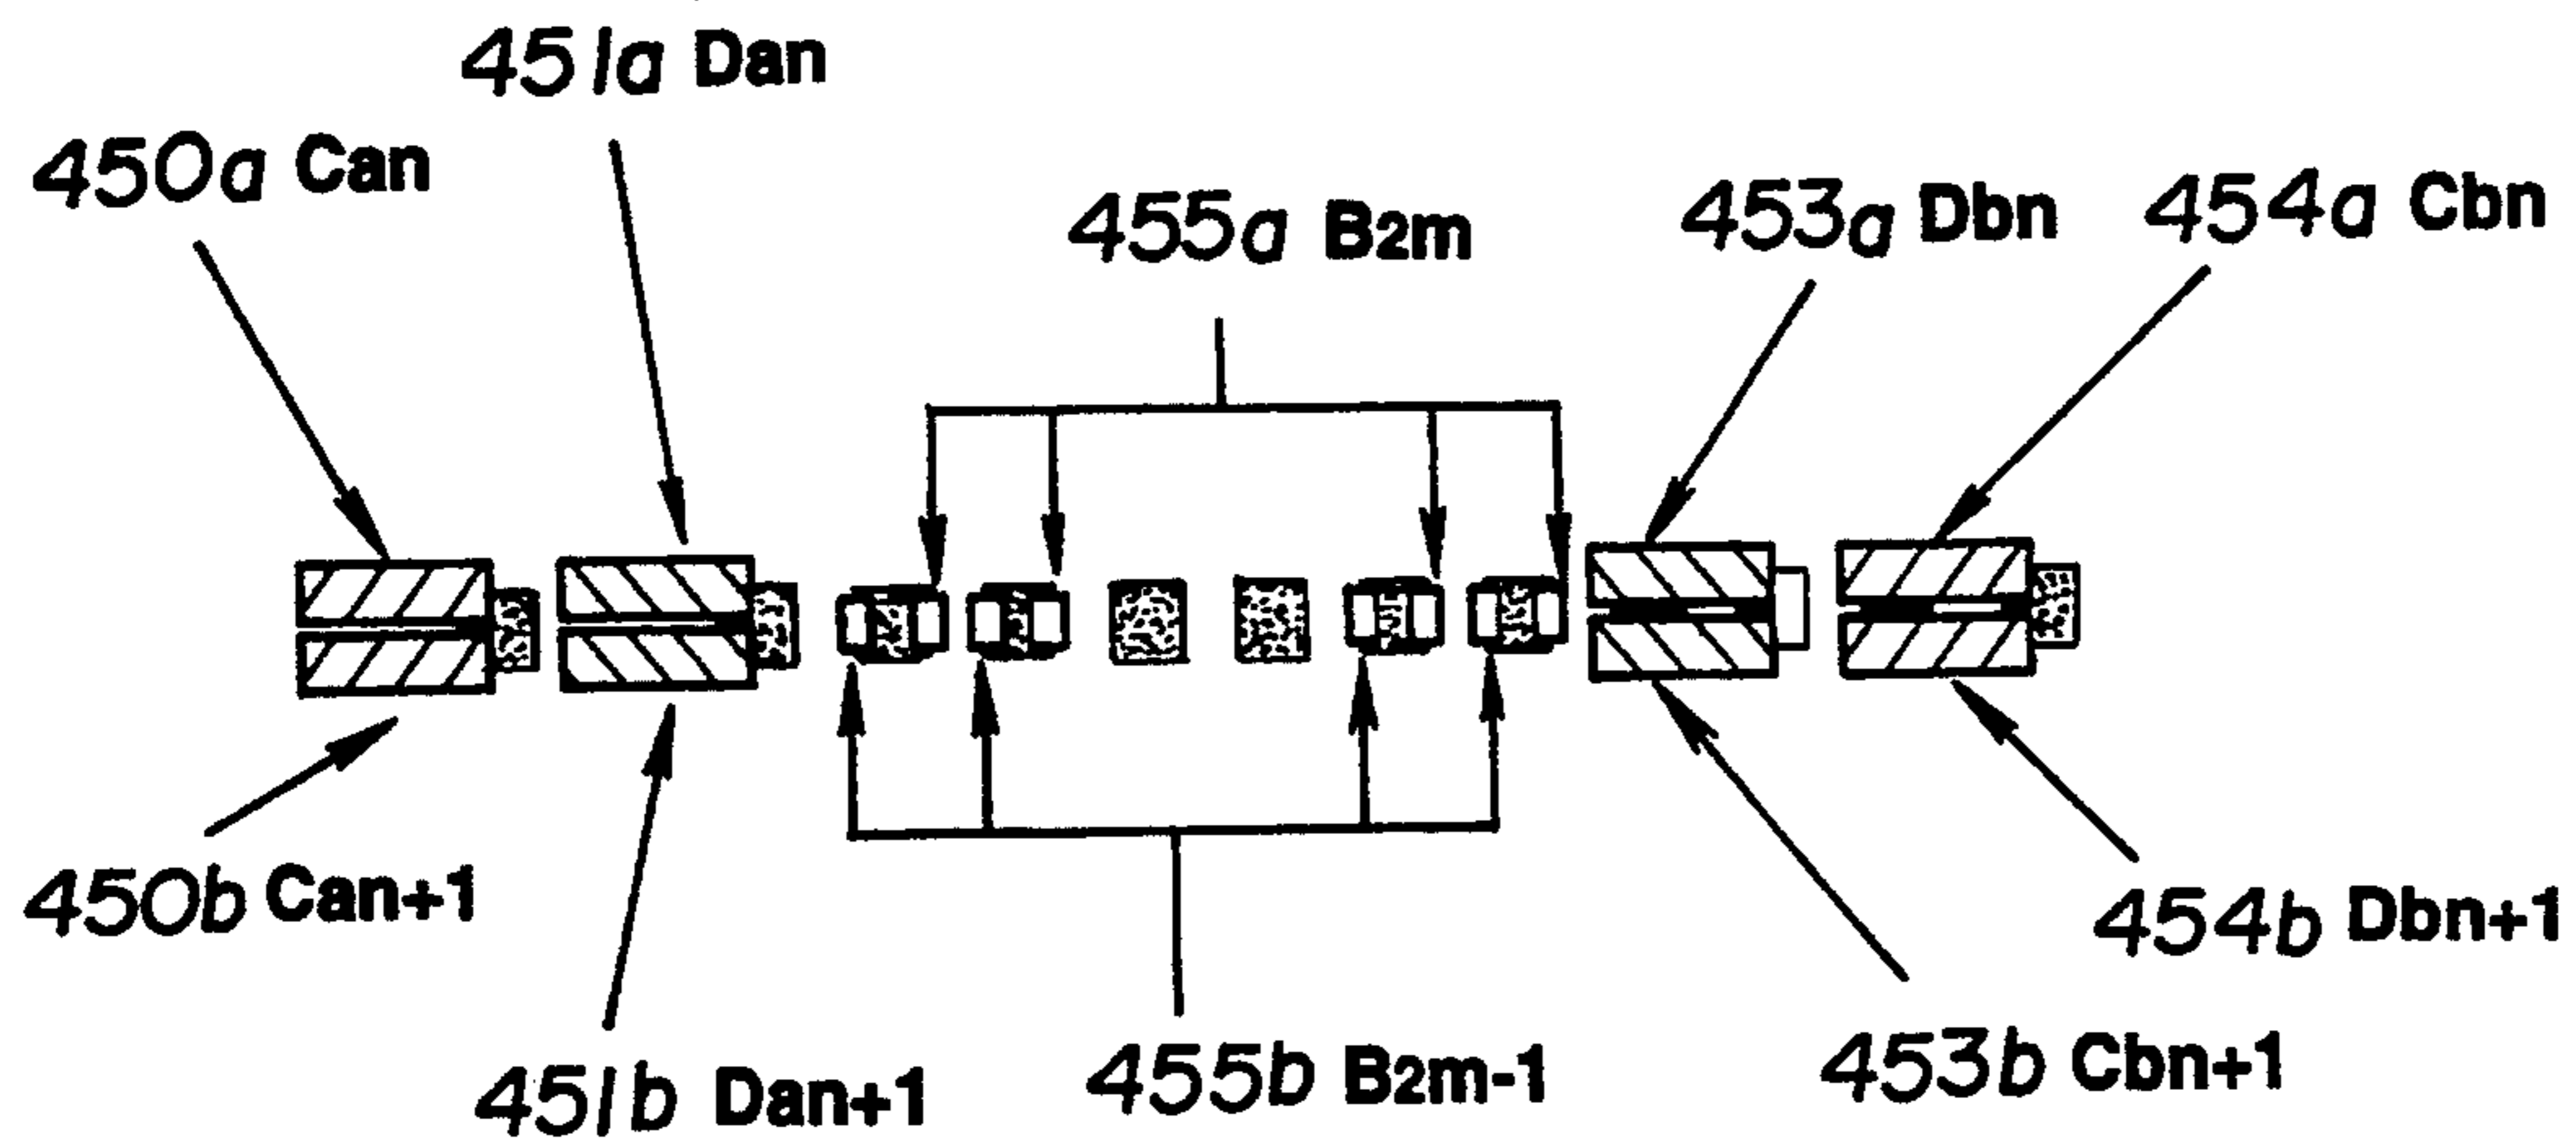 451a Dan
450a Can
455a B2m
453a Dbn
454a Cbn
450b Can+1
454b Dbn+1
451b Dan+1
455b B2m-1
453b Cbn+1